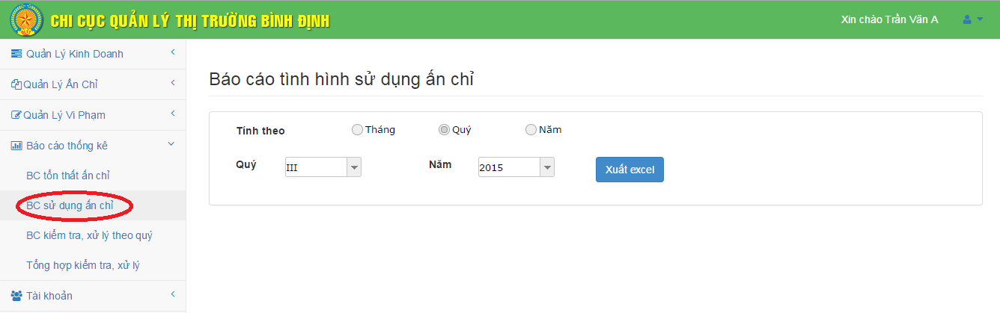 CHI CỤC QUẢN LÝ THỊ TRƯỜNG BÌNH ĐỊNH
Xin chào Trần Văn A
Quản Lý Kinh Doanh
Quản Lý Ấn Chỉ
Quản Lý Vi Phạm
Báo cáo thống kê
BC tổn thất ấn chỉ
BC sử dụng ấn chỉ
BC kiểm tra, xử lý theo quý
Tổng hợp kiểm tra, xử lý
Tài khoản
Báo cáo tình hình sử dụng ấn chỉ
Tính theo Tháng Quý Năm
Quý III Năm 2015 Xuất excel